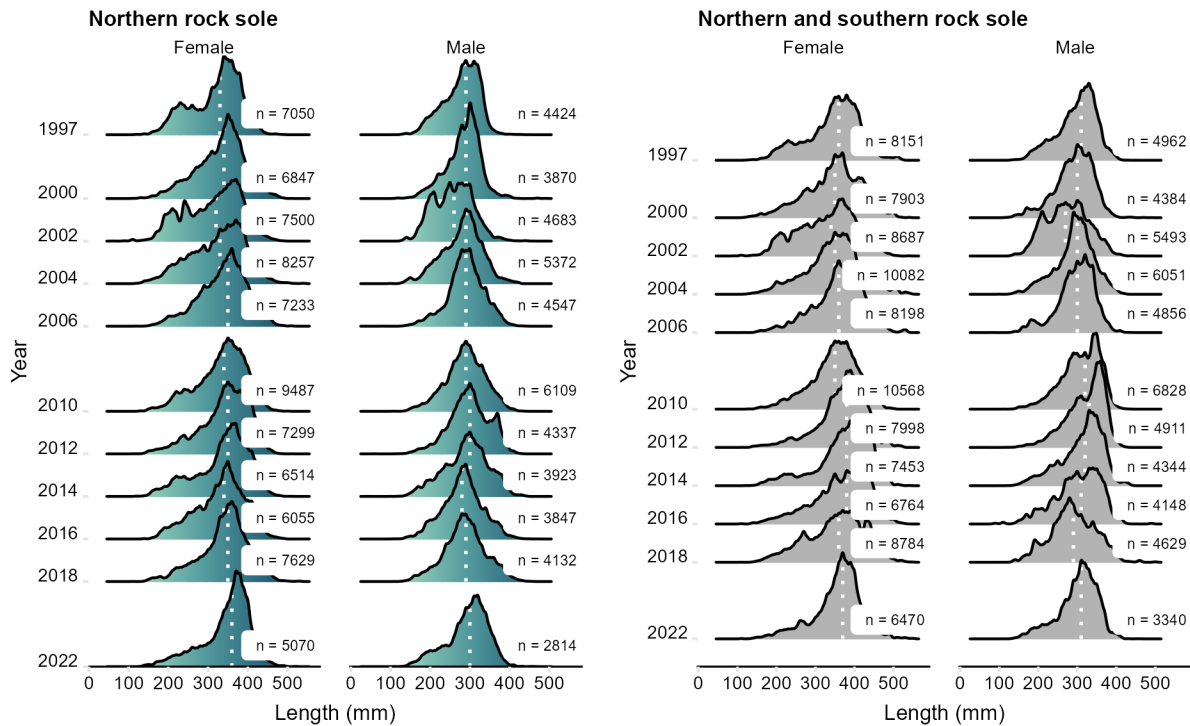 Northern rock sole
Female Male
1997 n = 7050 n = 4424
2000 n = 6847 n = 3870
2002 n = 7500 n = 4683
2004 n = 8257 n = 5372
2006 n = 7233 n = 4547
2010 n = 9487 n = 6109
2012 n = 7299 n = 4337
2014 n = 6514 n = 3923
2016 n = 6055 n = 3847
2018 n = 7629 n = 4132
2022 n = 5070 n = 2814
Year
0 100 200 300 400 500 0 100 200 300 400 500
Length (mm)
Northern and southern rock sole
Female Male
1997 n = 8151 n = 4962
2000 n = 7903 n = 4384
2002 n = 8687 n = 5493
2004 n = 10082 n = 6051
2006 n = 8198 n = 4856
2010 n = 10568 n = 6828
2012 n = 7998 n = 4911
2014 n = 7453 n = 4344
2016 n = 6764 n = 4148
2018 n = 8784 n = 4629
2022 n = 6470 n = 3340
Year
0 100 200 300 400 500 0 100 200 300 400 500
Length (mm)